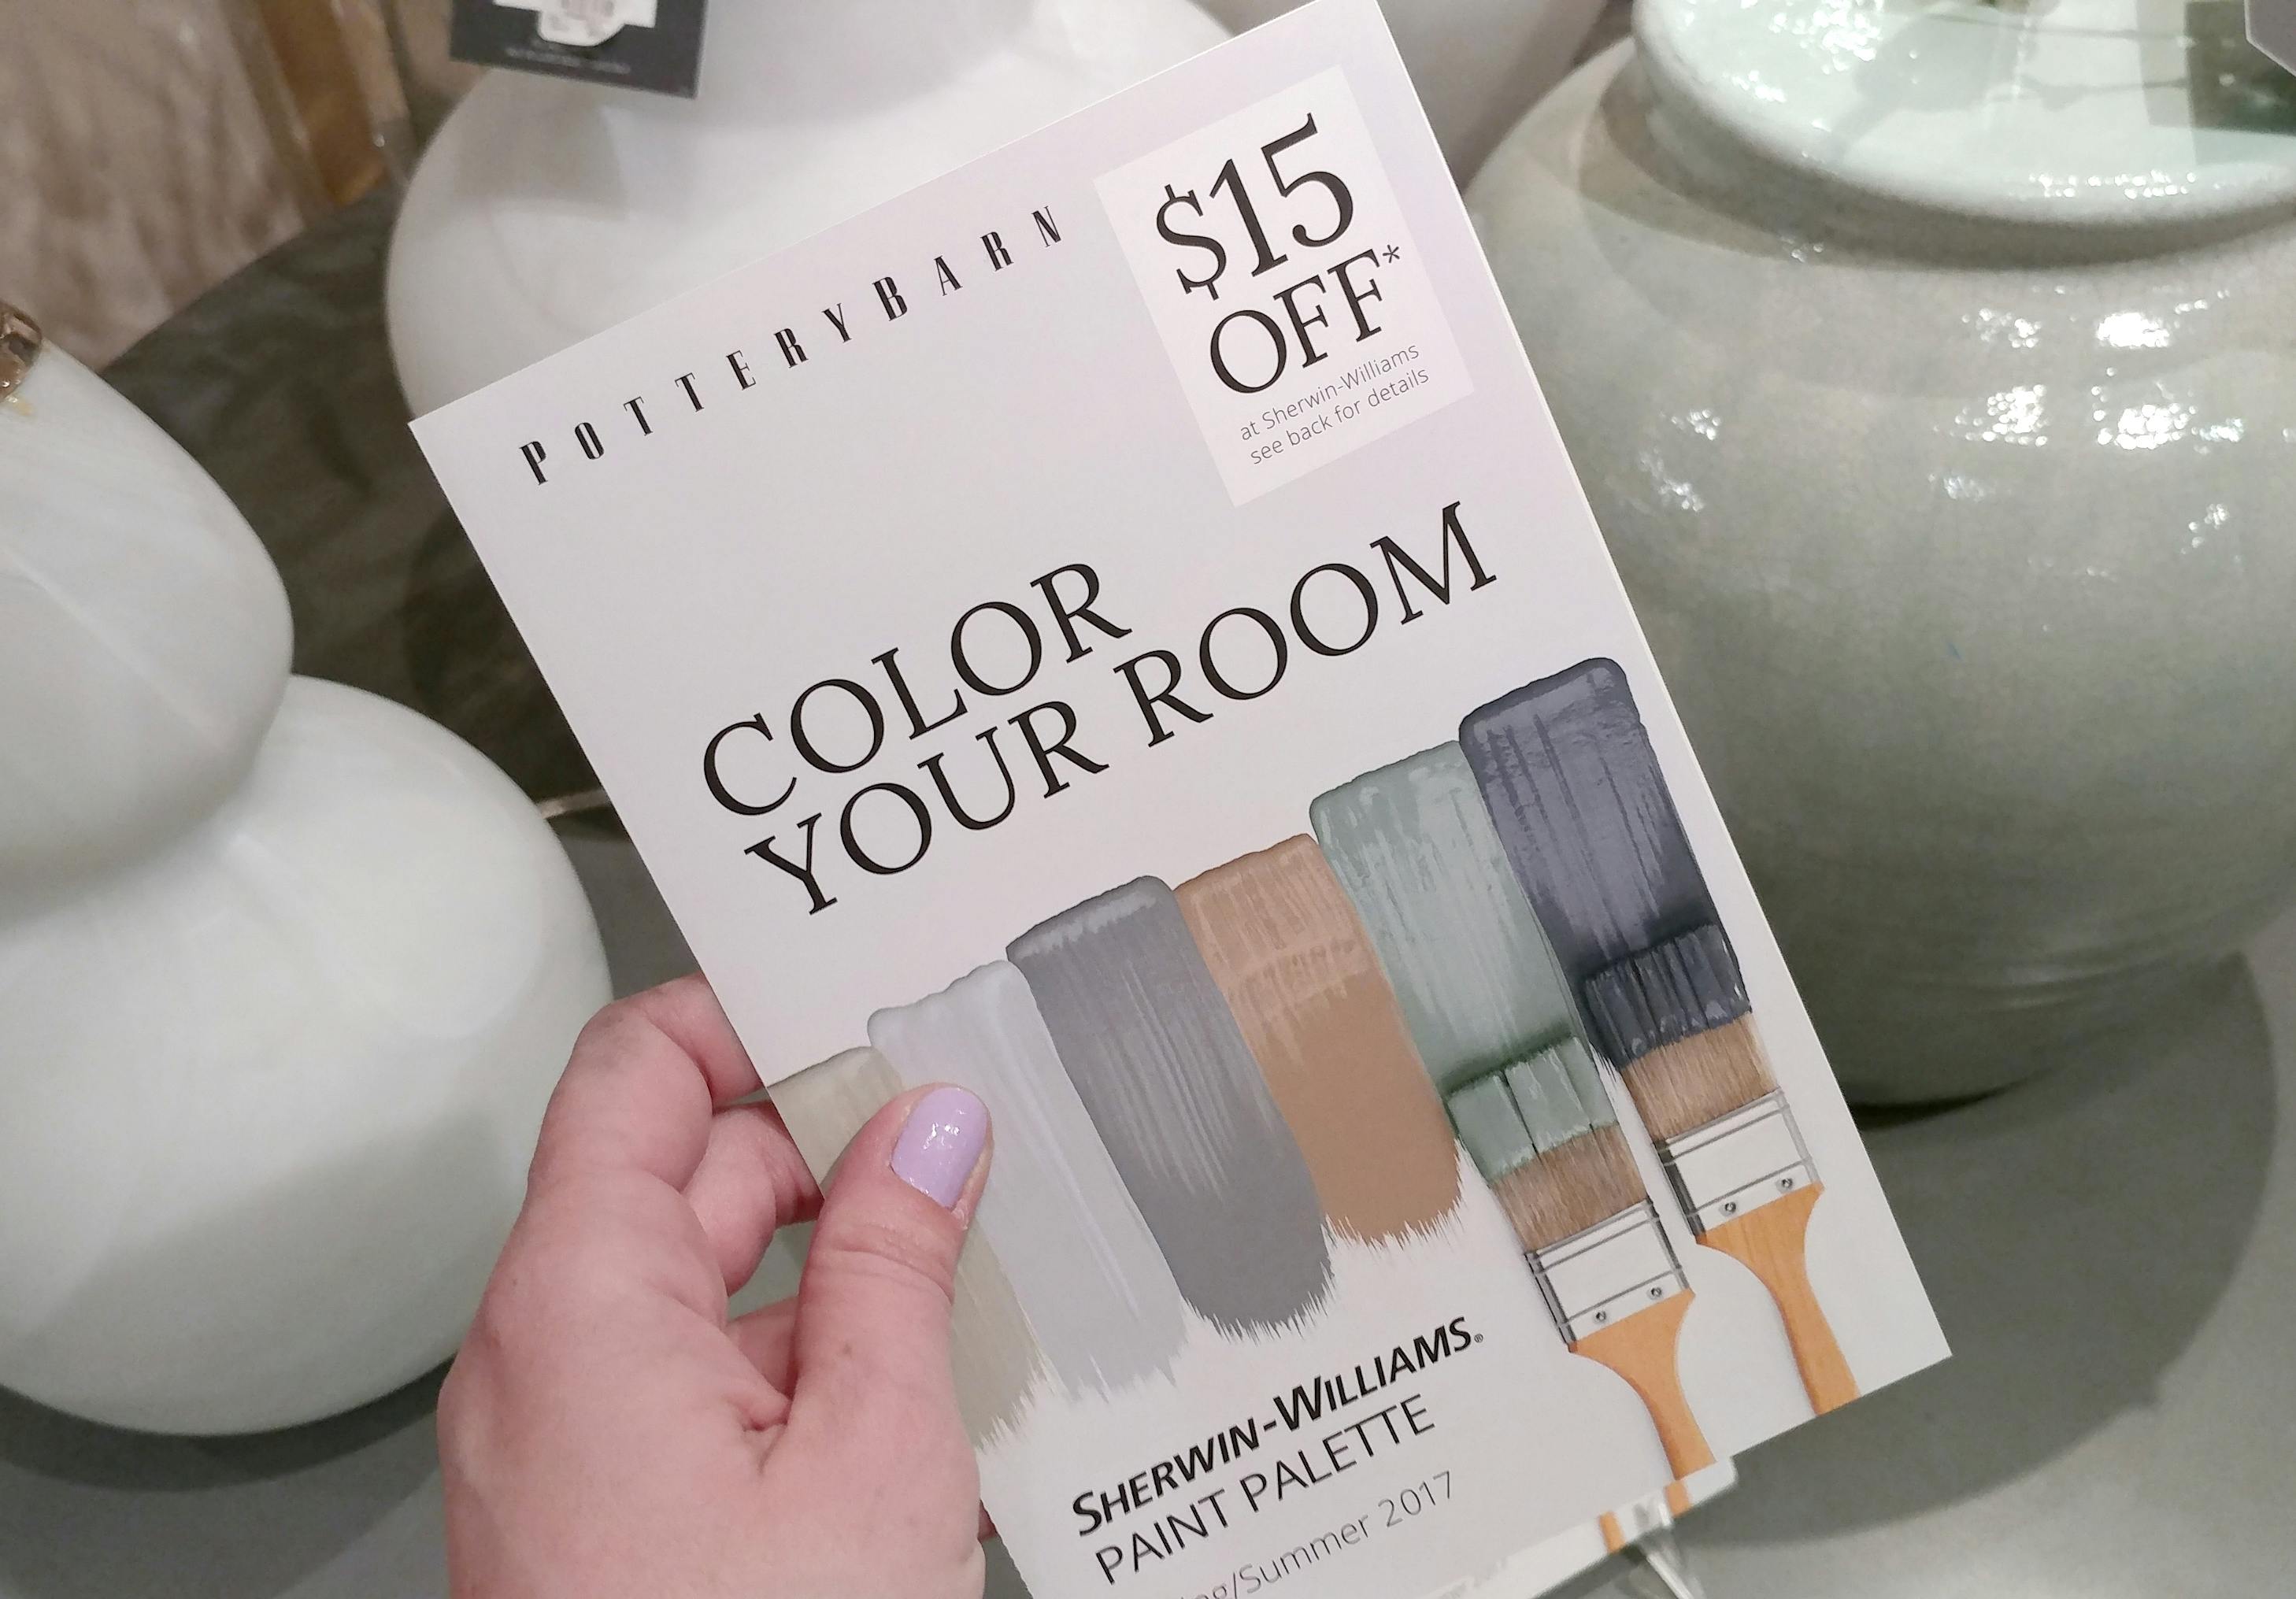 POTTERYBARN
$15
OFF*
at Sherwin-Williams
see back for details
COLOR
YOUR ROOM
SHERWIN-WILLIAMS®
PAINT PALETTE
/Summer 2017